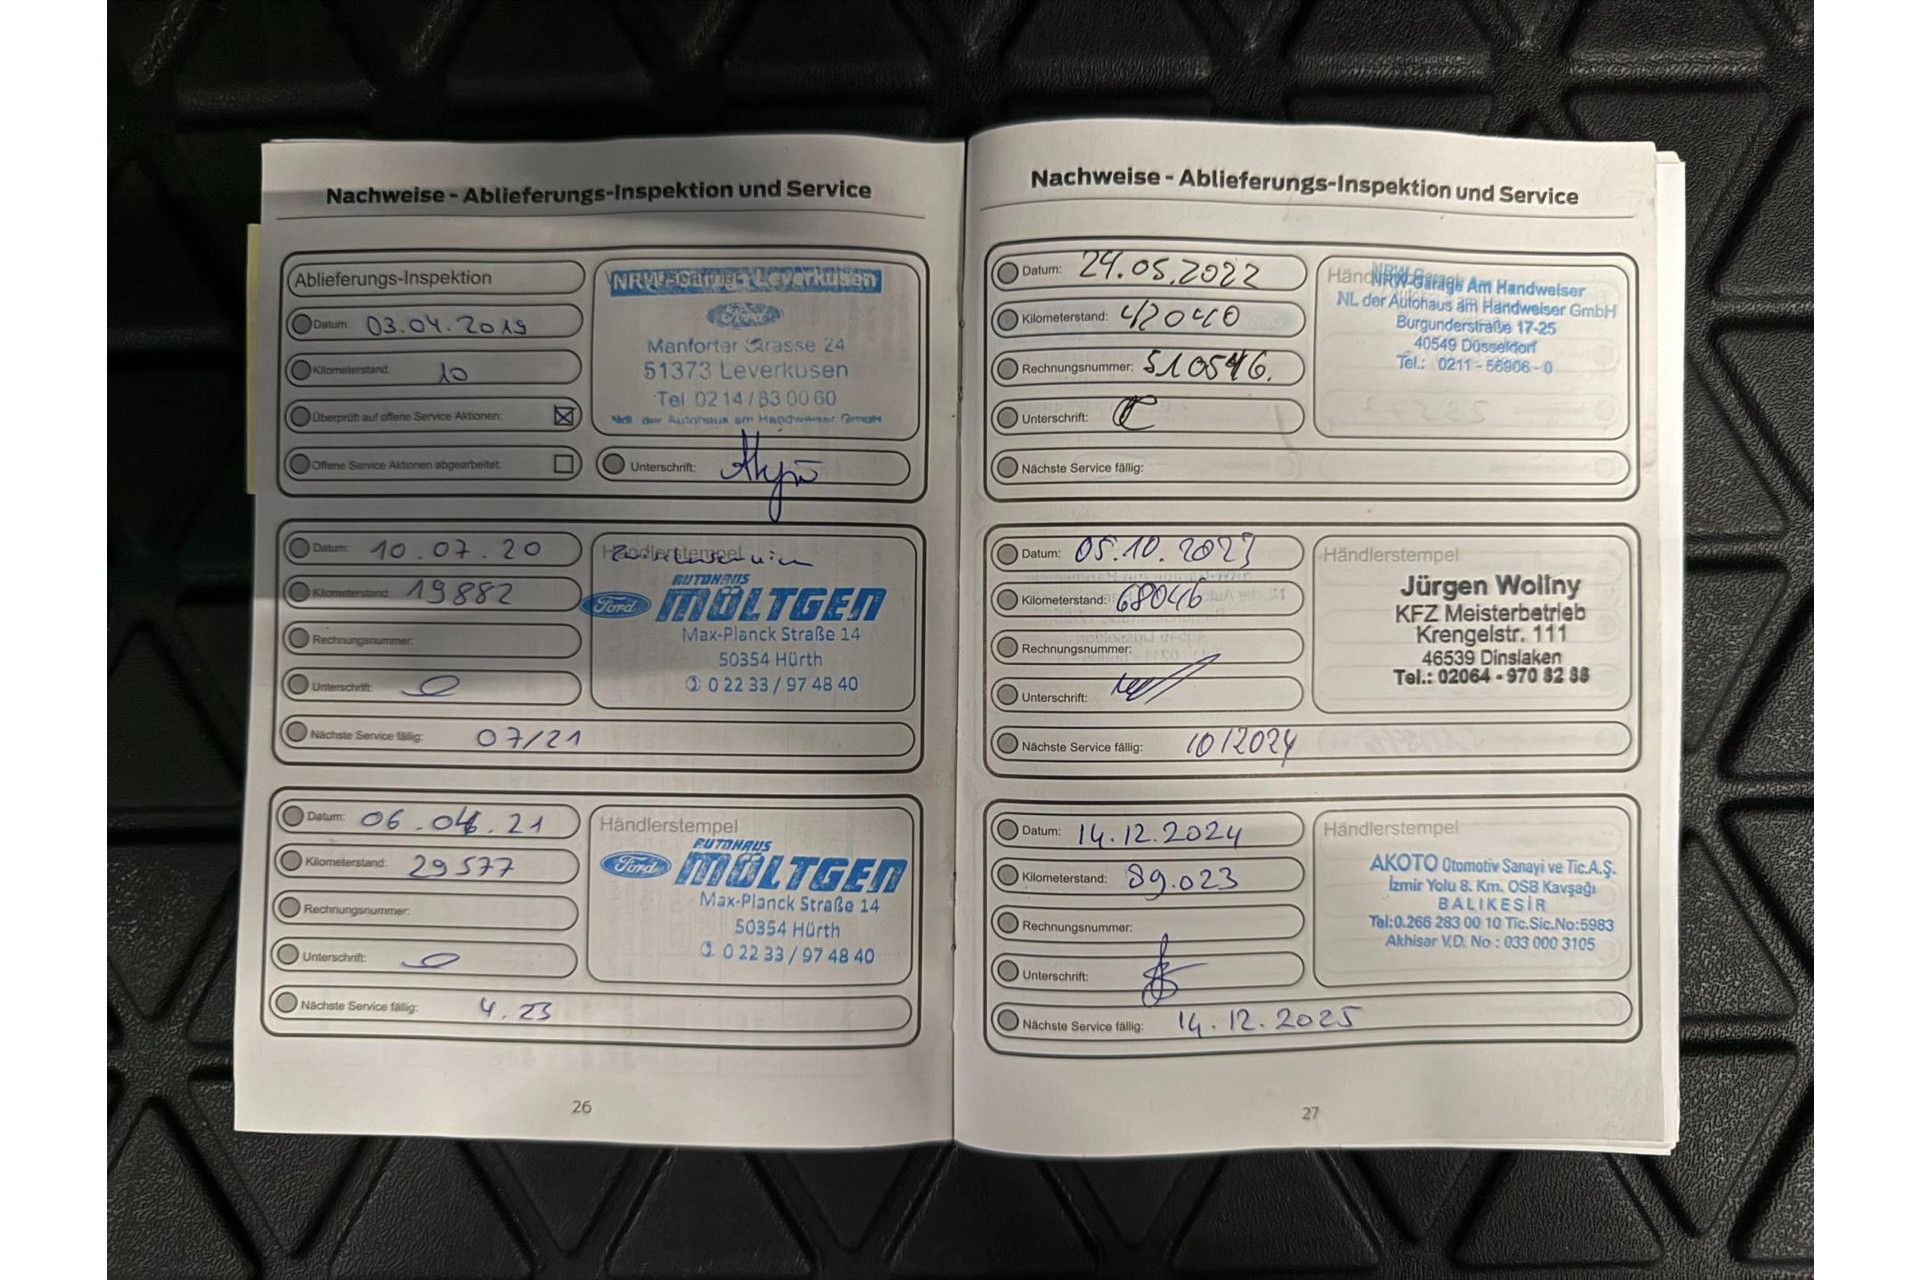 Nachweise - Ablieferungs-Inspektion und Service
Ablieferungs-Inspektion
Datum: 03.04.2019
Kilometerstand: 10
Überprüft auf offene Service Aktionen: ☒
Offene Service Aktionen abgearbeitet: ☐
NRW-Garage Leverkusen
Ford
Manforter Strasse 24
51373 Leverkusen
Tel. 02 14 / 83 00 60
Ndl der Autohaus am Handweiser GmbH
Unterschrift:
Datum: 10.07.20
Kilometerstand: 19882
Rechnungsnummer:
Unterschrift:
Nächste Service fällig: 07/21
Händlerstempel
AUTOHAUS
Ford MÖLTGEN
Max-Planck Straße 14
50354 Hürth
0 22 33 / 97 48 40
Datum: 06.04.21
Kilometerstand: 29577
Rechnungsnummer:
Unterschrift:
Nächste Service fällig: 4.23
Händlerstempel
AUTOHAUS
Ford MÖLTGEN
Max-Planck Straße 14
50354 Hürth
0 22 33 / 97 48 40
26
Nachweise - Ablieferungs-Inspektion und Service
Datum: 24.05.2022
Kilometerstand: 42040
Rechnungsnummer: 510546.
Unterschrift:
Nächste Service fällig:
NRW-Garage Am Handweiser
NL der Autohaus am Handweiser GmbH
Burgunderstraße 17-25
40549 Düsseldorf
Tel.: 0211 - 56906 - 0
Datum: 05.10.2023
Kilometerstand: 68046
Rechnungsnummer:
Unterschrift:
Nächste Service fällig: 10/2024
Händlerstempel
Jürgen Wollny
KFZ Meisterbetrieb
Krengelstr. 111
46539 Dinslaken
Tel.: 02064 - 970 82 88
Datum: 14.12.2024
Kilometerstand: 89.023
Rechnungsnummer:
Unterschrift:
Nächste Service fällig: 14.12.2025
Händlerstempel
AKOTO Otomotiv Sanayi ve Tic.A.Ş.
İzmir Yolu 8. Km. OSB Kavşağı
BALIKESİR
Tel:0.266 283 00 10 Tic.Sic.No:5983
Akhisar V.D. No : 033 000 3105
27